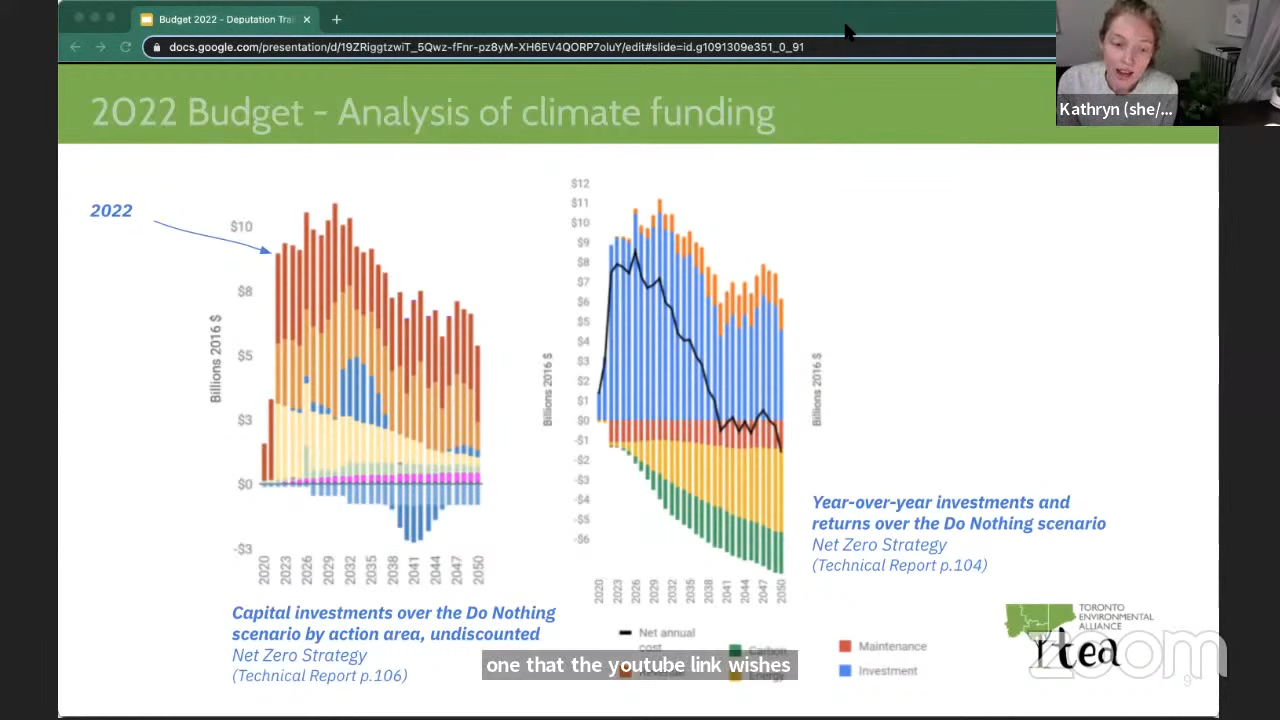 Budget 2022 - Deputation Trai
docs.google.com/presentation/d/19ZRiggtzwiT_5Qwz-fFnr-pz8yM-XH6EV4QORP7oluY/edit#slide=id.g1091309e351_0_91
Kathryn (she/...
2022 Budget - Analysis of climate funding
2022
Billions 2016 $
$10
$8
$5
$3
$0
-$3
2020
2023
2026
2029
2032
2035
2038
2041
2044
2047
2050
Capital investments over the Do Nothing
scenario by action area, undiscounted
Net Zero Strategy
(Technical Report p.106)
Billions 2016 $
$12
$11
$10
$9
$8
$7
$6
$5
$4
$3
$2
$1
$0
-$1
-$2
-$3
-$4
-$5
-$6
2020
2023
2026
2029
2032
2035
2038
2041
2044
2047
2050
Billions 2016 $
Year-over-year investments and
returns over the Do Nothing scenario
Net Zero Strategy
(Technical Report p.104)
Net annual
cost
Carbon
Energy
Maintenance
Investment
TORONTO
ENVIRONMENTAL
ALLIANCE
tea
zoom
9
one that the youtube link wishes